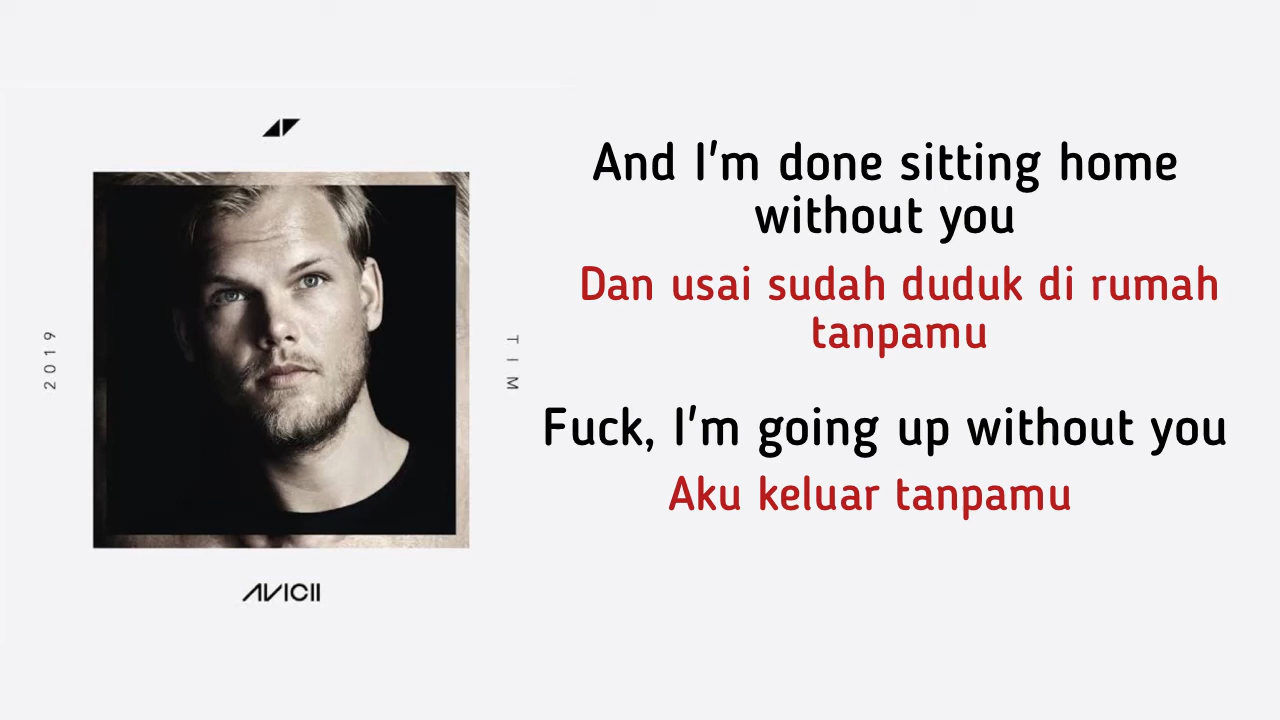 2019
TIM
AVICII
And I'm done sitting home
without you
Dan usai sudah duduk di rumah
tanpamu
Fuck, I'm going up without you
Aku keluar tanpamu